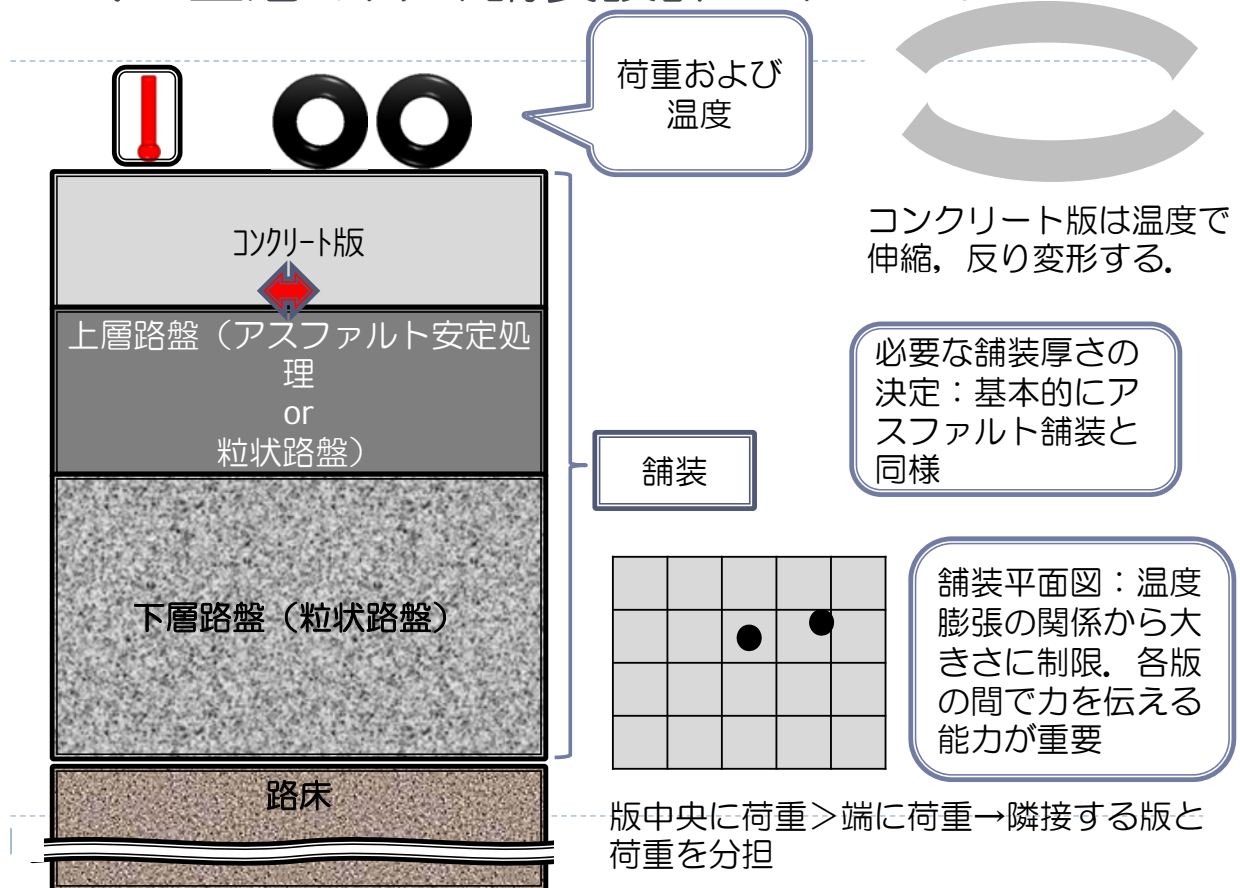 荷重および
温度
コンクリート版は温度で
伸縮，反り変形する．
コンクリート版
上層路盤（アスファルト安定処
理
or
粒状路盤）
必要な舗装厚さの
決定：基本的にア
スファルト舗装と
同様
舗装
下層路盤（粒状路盤）
舗装平面図：温度
膨張の関係から大
きさに制限．各版
の間で力を伝える
能力が重要
路床
版中央に荷重＞端に荷重→隣接する版と
荷重を分担